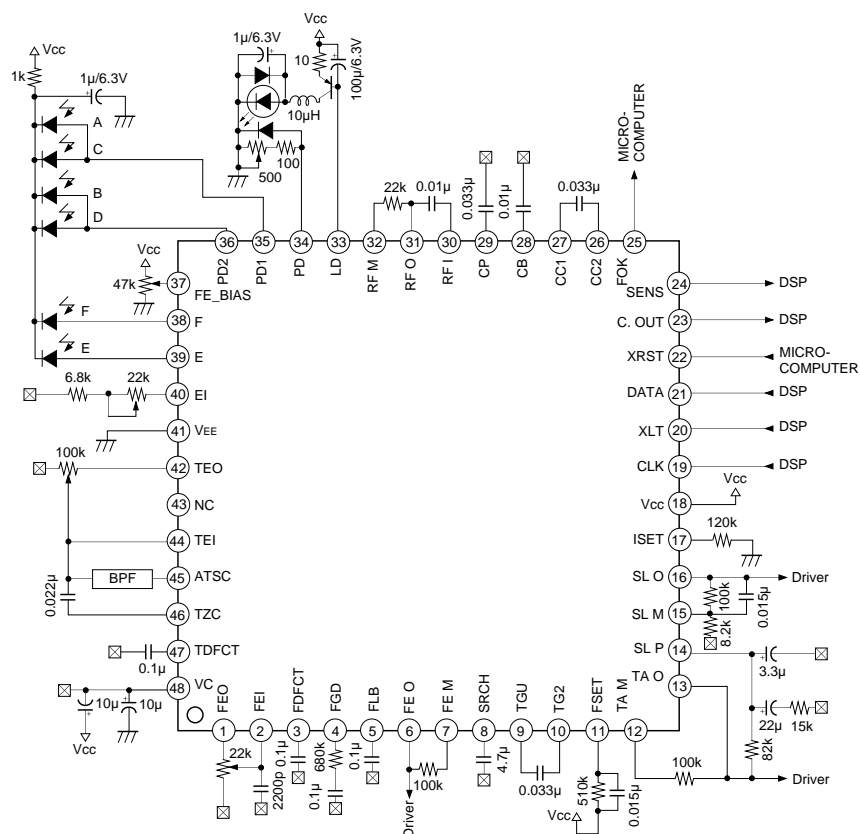 Vcc
1k
1μ/6.3V
A
C
B
D
F
E
1μ/6.3V
Vcc
10
100μ/6.3V
10μH
500
100
22k
0.01μ
0.033μ
0.01μ
0.033μ
MICRO-
COMPUTER
36
35
34
33
32
31
30
29
28
27
26
25
PD2
PD1
PD
LD
RF M
RF O
RF I
CP
CB
CC1
CC2
FOK
Vcc
47k
37
FE_BIAS
38
F
39
E
6.8k
22k
40
EI
41
VEE
100k
42
TEO
43
NC
44
TEI
BPF
45
ATSC
0.022μ
46
TZC
47
TDFCT
0.1μ
48
VC
10μ
10μ
Vcc
24
SENS
DSP
23
C. OUT
DSP
22
XRST
MICRO-
COMPUTER
21
DATA
DSP
20
XLT
DSP
19
CLK
DSP
18
Vcc
Vcc
17
ISET
120k
16
SL O
Driver
100k
0.015μ
15
SL M
8.2k
14
SL P
3.3μ
13
TA O
22μ
15k
82k
FEO
FEI
FDFCT
FGD
FLB
FE O
FE M
SRCH
TGU
TG2
FSET
TA M
1
2
3
4
5
6
7
8
9
10
11
12
22k
2200p
0.1μ
680k
0.1μ
0.1μ
100k
Driver
4.7μ
0.033μ
510k
0.015μ
Vcc
100k
Driver